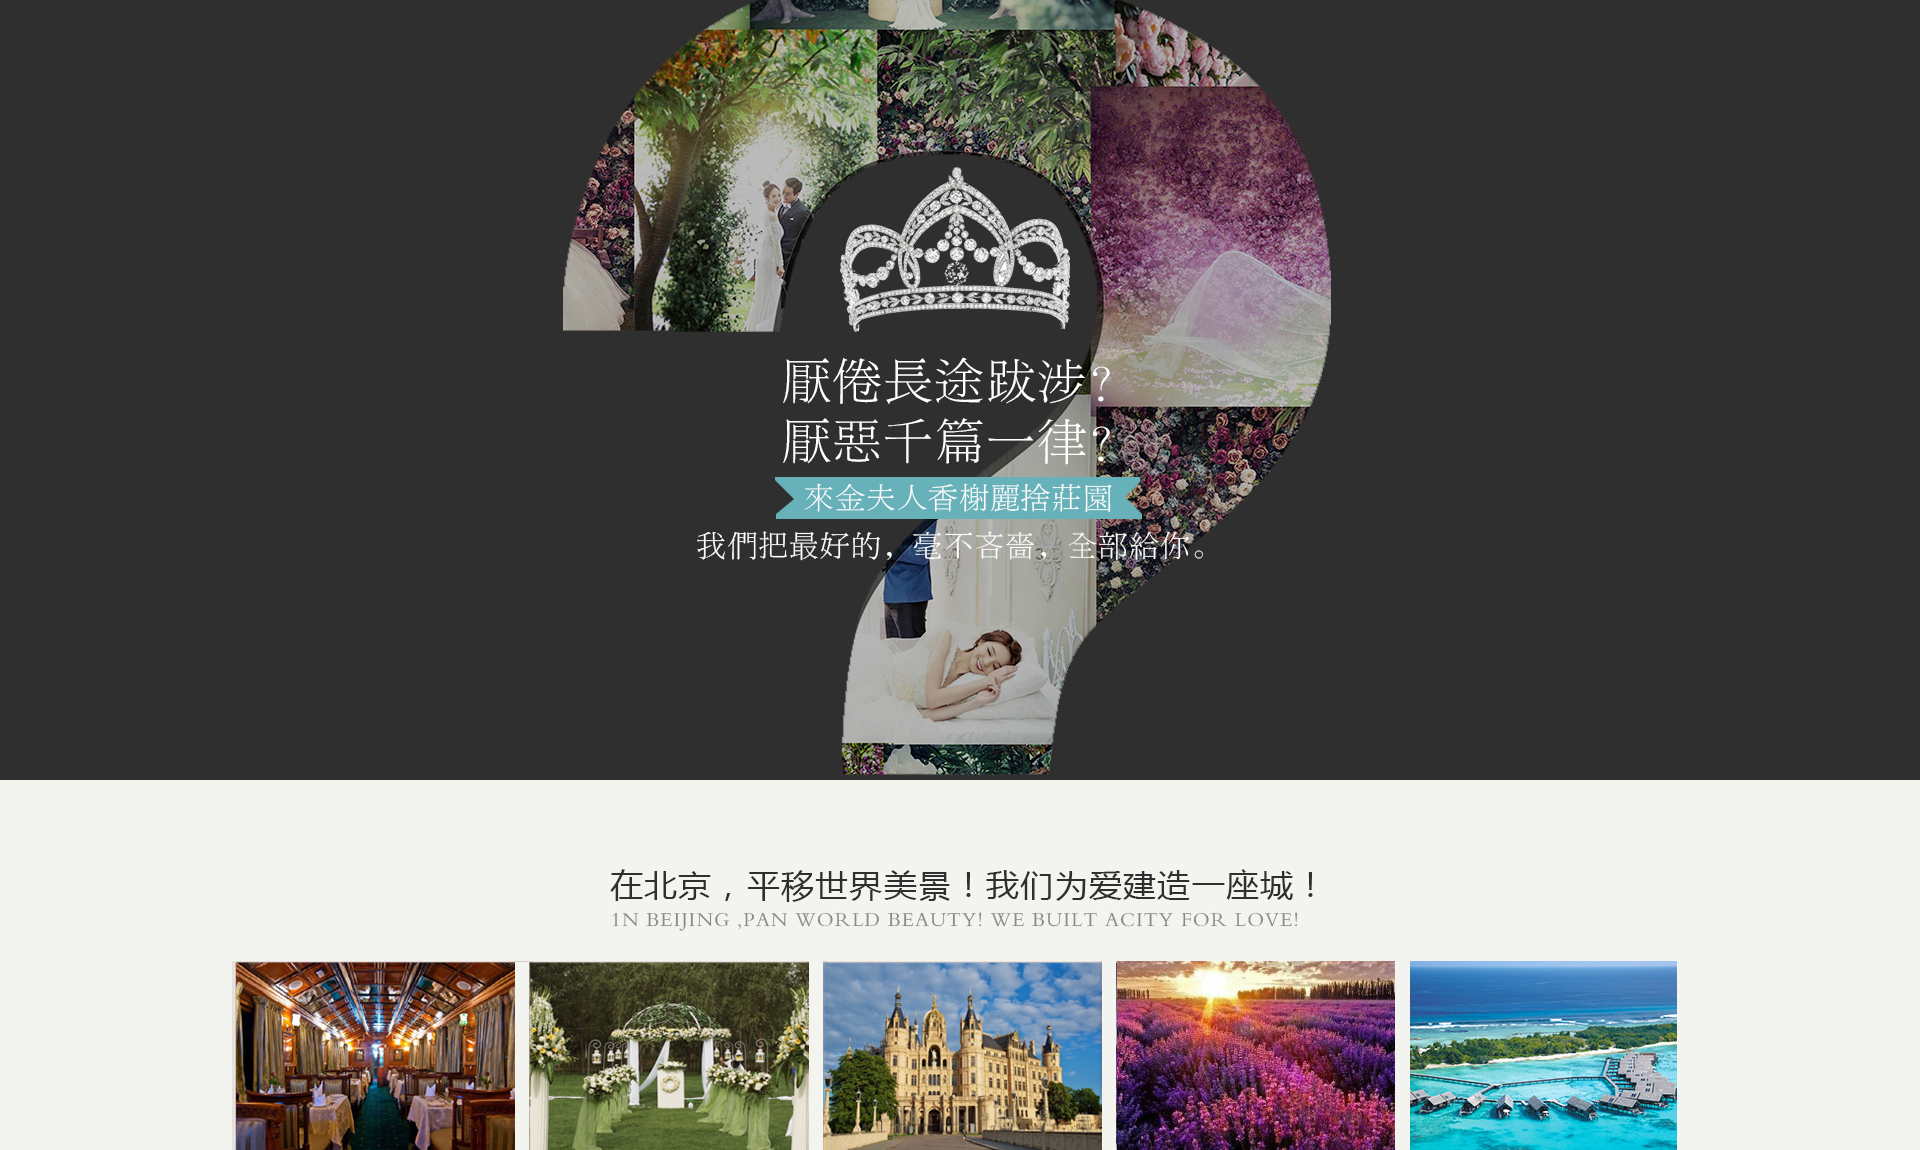 厭倦長途跋涉?
厭惡千篇一律?
來金夫人香榭麗捨莊園
我們把最好的，毫不吝嗇，全部給你。
在北京，平移世界美景！我们为爱建造一座城！
1N BEIJING ,PAN WORLD BEAUTY! WE BUILT ACITY FOR LOVE!